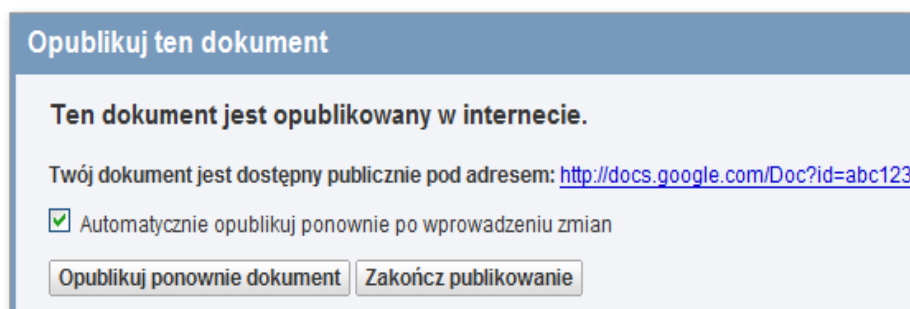 Opublikuj ten dokument
Ten dokument jest opublikowany w internecie.
Twój dokument jest dostępny publicznie pod adresem: http://docs.google.com/Doc?id=abc123
Automatycznie opublikuj ponownie po wprowadzeniu zmian
Opublikuj ponownie dokument Zakończ publikowanie